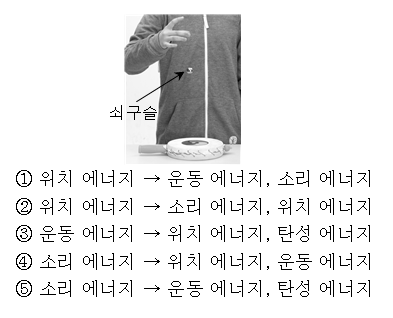 쇠구슬
① 위치 에너지 → 운동 에너지, 소리 에너지
② 위치 에너지 → 소리 에너지, 위치 에너지
③ 운동 에너지 → 위치 에너지, 탄성 에너지
④ 소리 에너지 → 위치 에너지, 운동 에너지
⑤ 소리 에너지 → 운동 에너지, 탄성 에너지